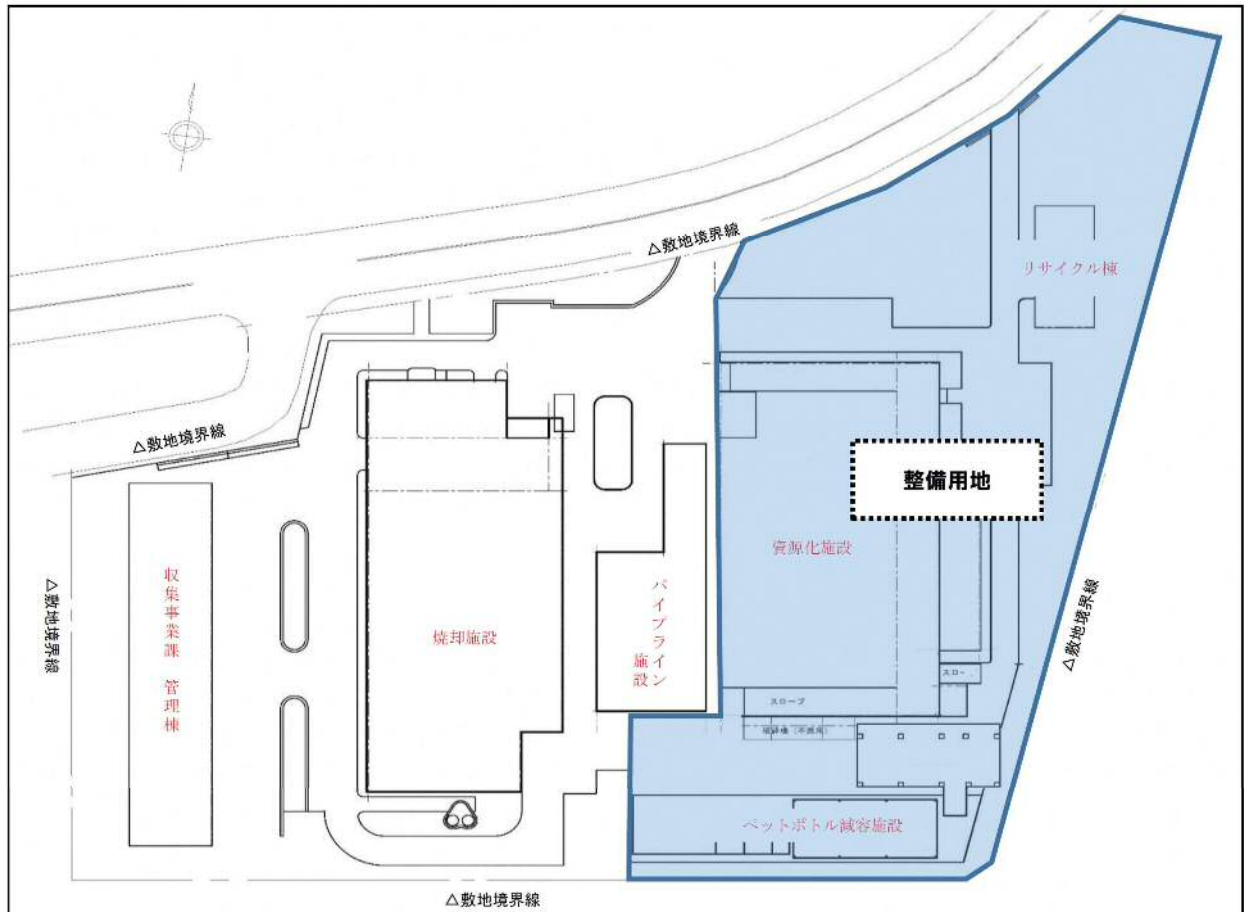 △敷地境界線
リサイクル棟
△敷地境界線
整備用地
資源化施設
収集事業課 管理棟
△敷地境界線
焼却施設
パイプライン
施設
△敷地境界線
スロープ
ペットボトル減容施設
△敷地境界線